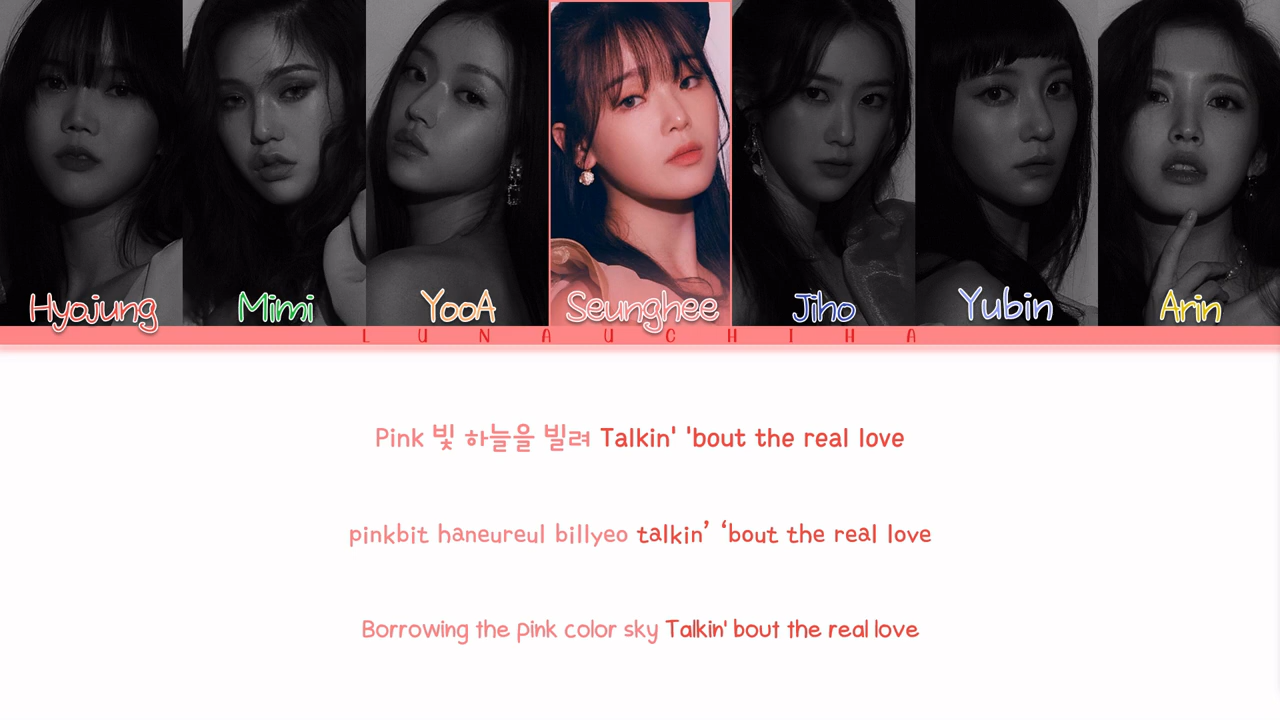 Hyojung Mimi YooA Seunghee Jiho Yubin Arin
L U N A U C H I H A
Pink 빛 하늘을 빌려 Talkin' 'bout the real love
pinkbit haneureul billyeo talkin’ ‘bout the real love
Borrowing the pink color sky Talkin' bout the real love